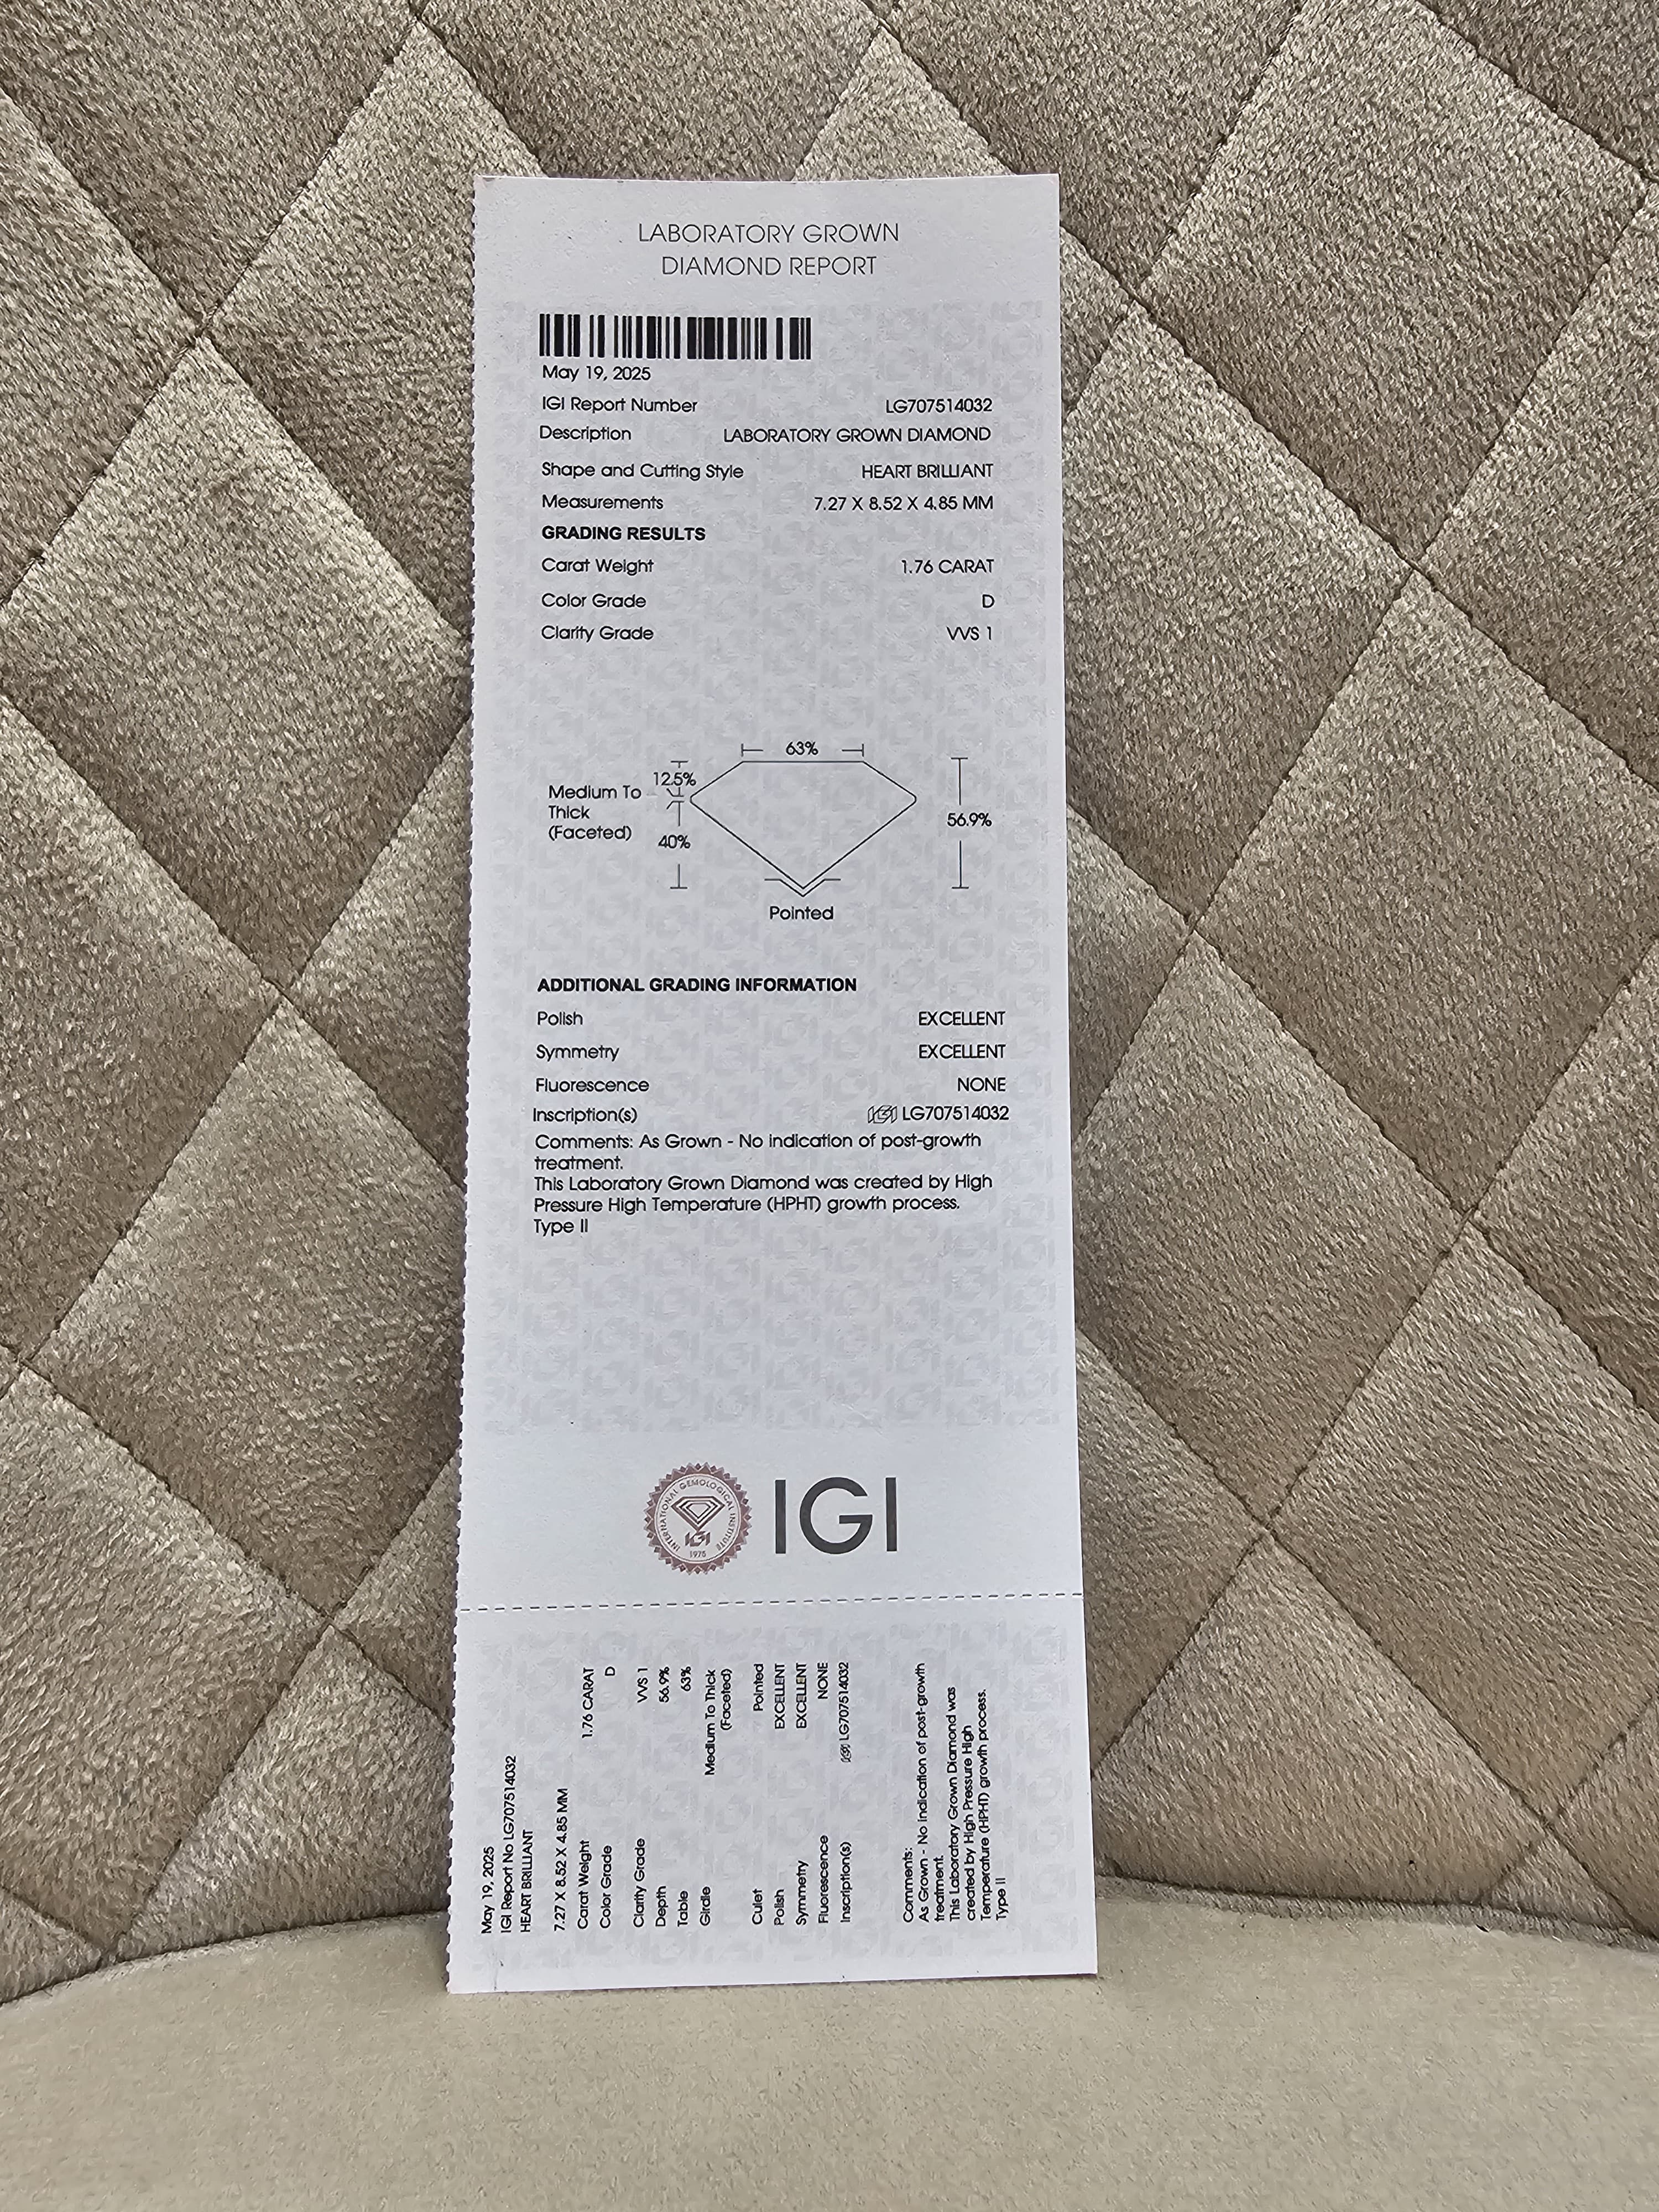 LABORATORY GROWN
DIAMOND REPORT
May 19, 2025
IGI Report Number LG707514032
Description LABORATORY GROWN DIAMOND
Shape and Cutting Style HEART BRILLIANT
Measurements 7.27 X 8.52 X 4.85 MM
GRADING RESULTS
Carat Weight 1.76 CARAT
Color Grade D
Clarity Grade VVS 1
63%
12.5%
Medium To
Thick
(Faceted)
40%
56.9%
Pointed
ADDITIONAL GRADING INFORMATION
Polish EXCELLENT
Symmetry EXCELLENT
Fluorescence NONE
Inscription(s) IGI LG707514032
Comments: As Grown - No indication of post-growth
treatment.
This Laboratory Grown Diamond was created by High
Pressure High Temperature (HPHT) growth process.
Type II
INTERNATIONAL GEMOLOGICAL INSTITUTE
IGI
1975
IGI
May 19, 2025
IGI Report No LG707514032
HEART BRILLIANT
7.27 X 8.52 X 4.85 MM
Carat Weight 1.76 CARAT
Color Grade D
Clarity Grade VVS 1
Depth 56.9%
Table 63%
Girdle Medium To Thick
(Faceted)
Culet Pointed
Polish EXCELLENT
Symmetry EXCELLENT
Fluorescence NONE
Inscription(s) IGI LG707514032
Comments:
As Grown - No indication of post-growth
treatment.
This Laboratory Grown Diamond was
created by High Pressure High
Temperature (HPHT) growth process.
Type II